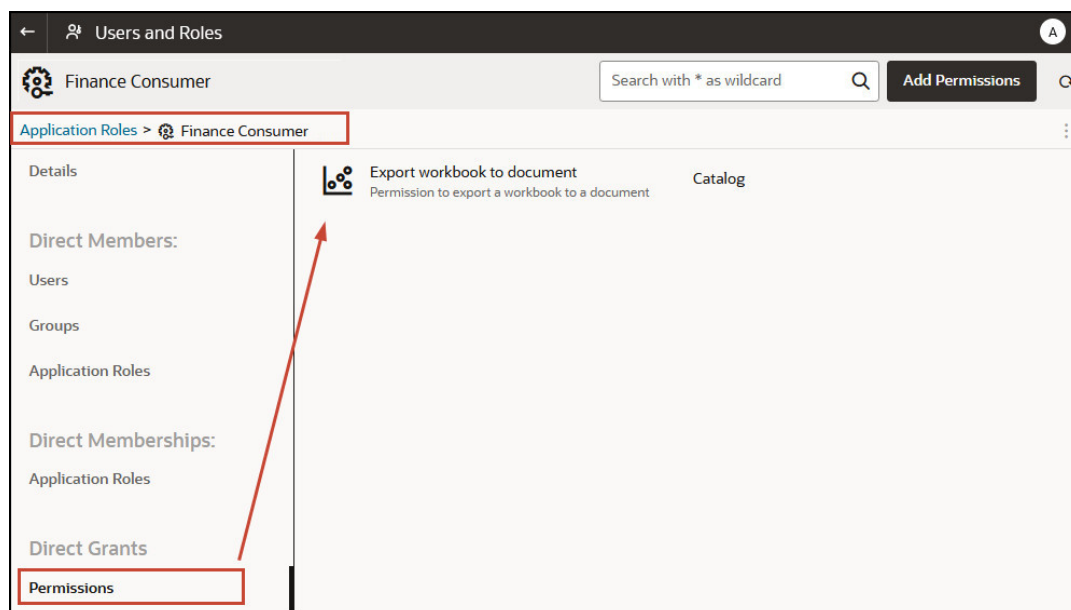 ← Users and Roles A
Finance Consumer Search with * as wildcard Add Permissions
Application Roles > Finance Consumer
Details
Export workbook to document Catalog
Permission to export a workbook to a document
Direct Members:
Users
Groups
Application Roles
Direct Memberships:
Application Roles
Direct Grants
Permissions